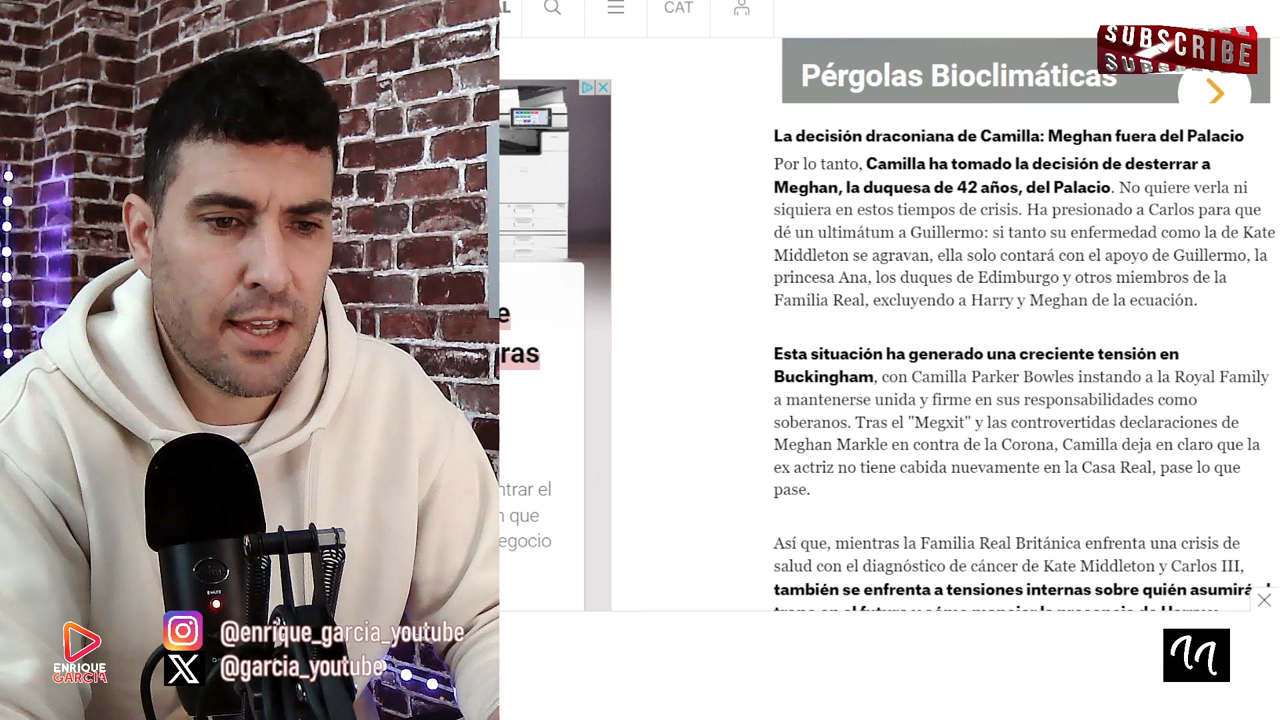 AL
CAT
SUBSCRIBE
Pérgolas Bioclimáticas
La decisión draconiana de Camilla: Meghan fuera del Palacio
Por lo tanto, Camilla ha tomado la decisión de desterrar a
Meghan, la duquesa de 42 años, del Palacio. No quiere verla ni
siquiera en estos tiempos de crisis. Ha presionado a Carlos para que
dé un ultimátum a Guillermo: si tanto su enfermedad como la de Kate
Middleton se agravan, ella solo contará con el apoyo de Guillermo, la
princesa Ana, los duques de Edimburgo y otros miembros de la
Familia Real, excluyendo a Harry y Meghan de la ecuación.
Esta situación ha generado una creciente tensión en
Buckingham, con Camilla Parker Bowles instando a la Royal Family
a mantenerse unida y firme en sus responsabilidades como
soberanos. Tras el "Megxit" y las controvertidas declaraciones de
Meghan Markle en contra de la Corona, Camilla deja en claro que la
ex actriz no tiene cabida nuevamente en la Casa Real, pase lo que
pase.
Así que, mientras la Familia Real Británica enfrenta una crisis de
salud con el diagnóstico de cáncer de Kate Middleton y Carlos III,
también se enfrenta a tensiones internas sobre quién asumirá
e
ras
ntrar el
n que
egocio
@enrique_garcia_youtube
@garcia_youtube
ENRIQUE
GARCIA